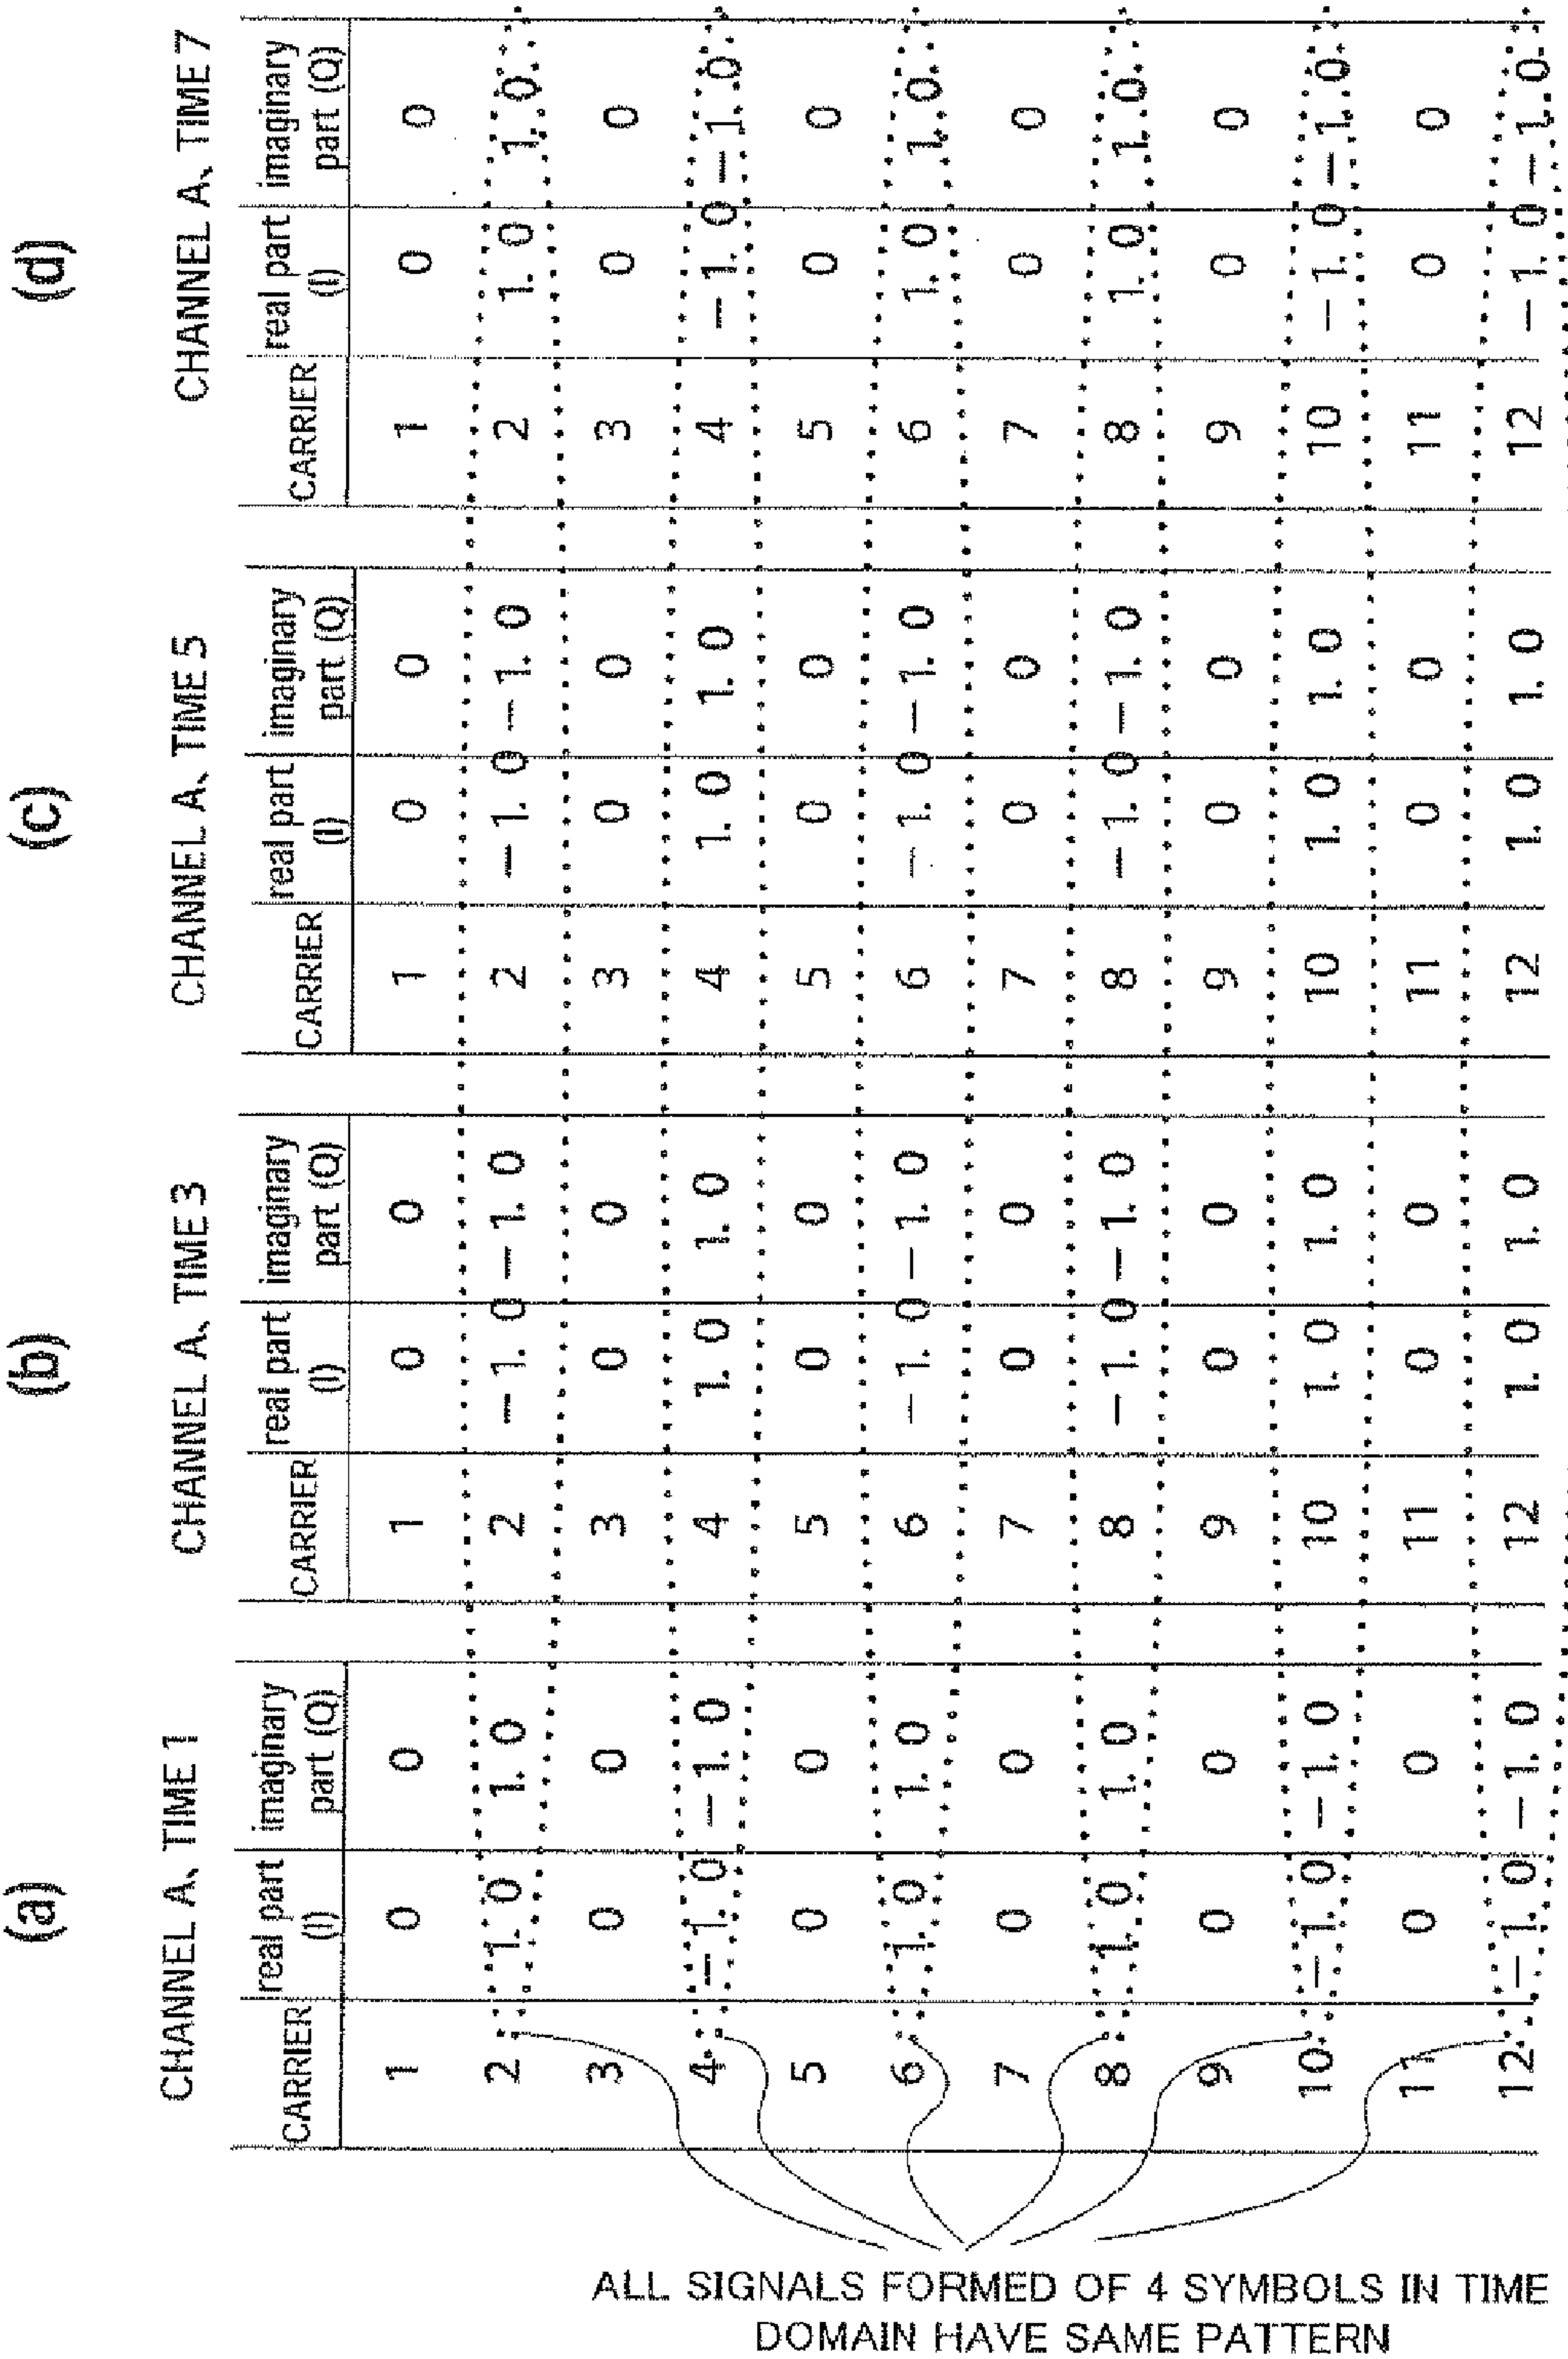 (a)
CHANNEL A、TIME 1
CARRIER real part (I) imaginary part (Q)
1 0 0
2 1.0 1.0
3 0 0
4 −1.0 −1.0
5 0 0
6 1.0 1.0
7 0 0
8 1.0 1.0
9 0 0
10 −1.0 −1.0
11 0 0
12 −1.0 −1.0
(b)
CHANNEL A、TIME 3
CARRIER real part (I) imaginary part (Q)
1 0 0
2 −1.0 −1.0
3 0 0
4 1.0 1.0
5 0 0
6 −1.0 −1.0
7 0 0
8 −1.0 −1.0
9 0 0
10 1.0 1.0
11 0 0
12 1.0 1.0
(c)
CHANNEL A、TIME 5
CARRIER real part (I) imaginary part (Q)
1 0 0
2 −1.0 −1.0
3 0 0
4 1.0 1.0
5 0 0
6 −1.0 −1.0
7 0 0
8 −1.0 −1.0
9 0 0
10 1.0 1.0
11 0 0
12 1.0 1.0
(d)
CHANNEL A、TIME 7
CARRIER real part (I) imaginary part (Q)
1 0 0
2 1.0 1.0
3 0 0
4 −1.0 −1.0
5 0 0
6 1.0 1.0
7 0 0
8 1.0 1.0
9 0 0
10 −1.0 −1.0
11 0 0
12 −1.0 −1.0
ALL SIGNALS FORMED OF 4 SYMBOLS IN TIME
DOMAIN HAVE SAME PATTERN